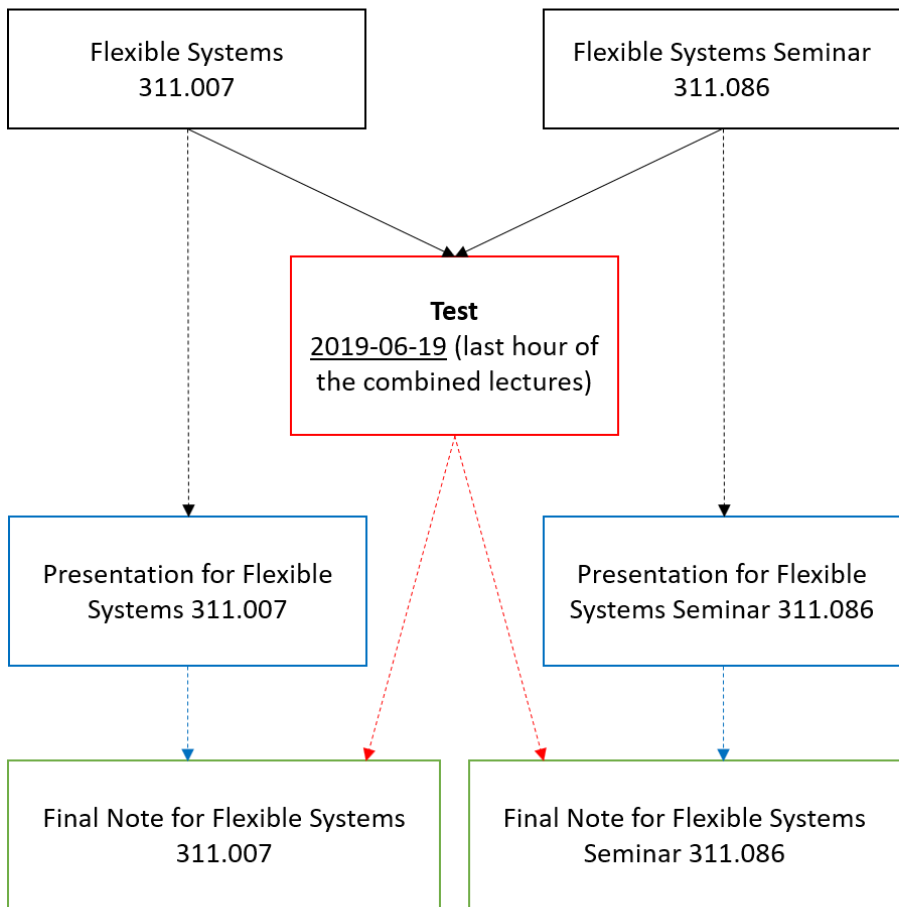 Flexible Systems
311.007
Flexible Systems Seminar
311.086
Test
2019-06-19 (last hour of
the combined lectures)
Presentation for Flexible
Systems 311.007
Presentation for Flexible
Systems Seminar 311.086
Final Note for Flexible Systems
311.007
Final Note for Flexible Systems
Seminar 311.086